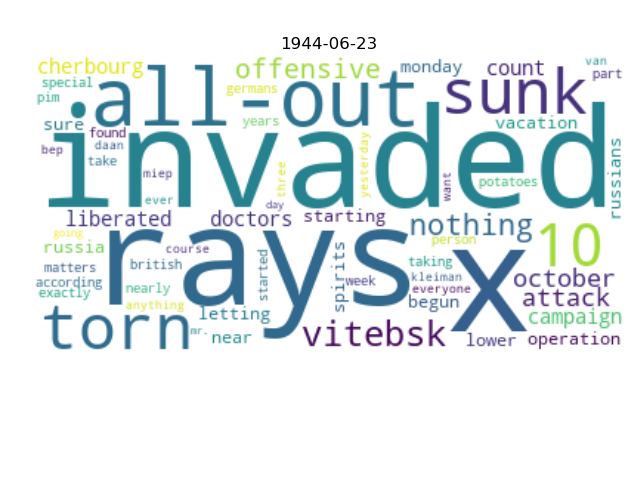 1944-06-23
cherbourg all-out offensive monday count van
special germans sunk part
pim
sure invaded years vacation
found
bep daan russians
take miep three yesterday want potatoes
ever
day
liberated doctors starting nothing
going rays x 10
russia course person
matters british started spirits taking october
according week kleiman
exactly nearly everyone attack
anything begun
torn letting vitebsk campaign
mr. near lower operation